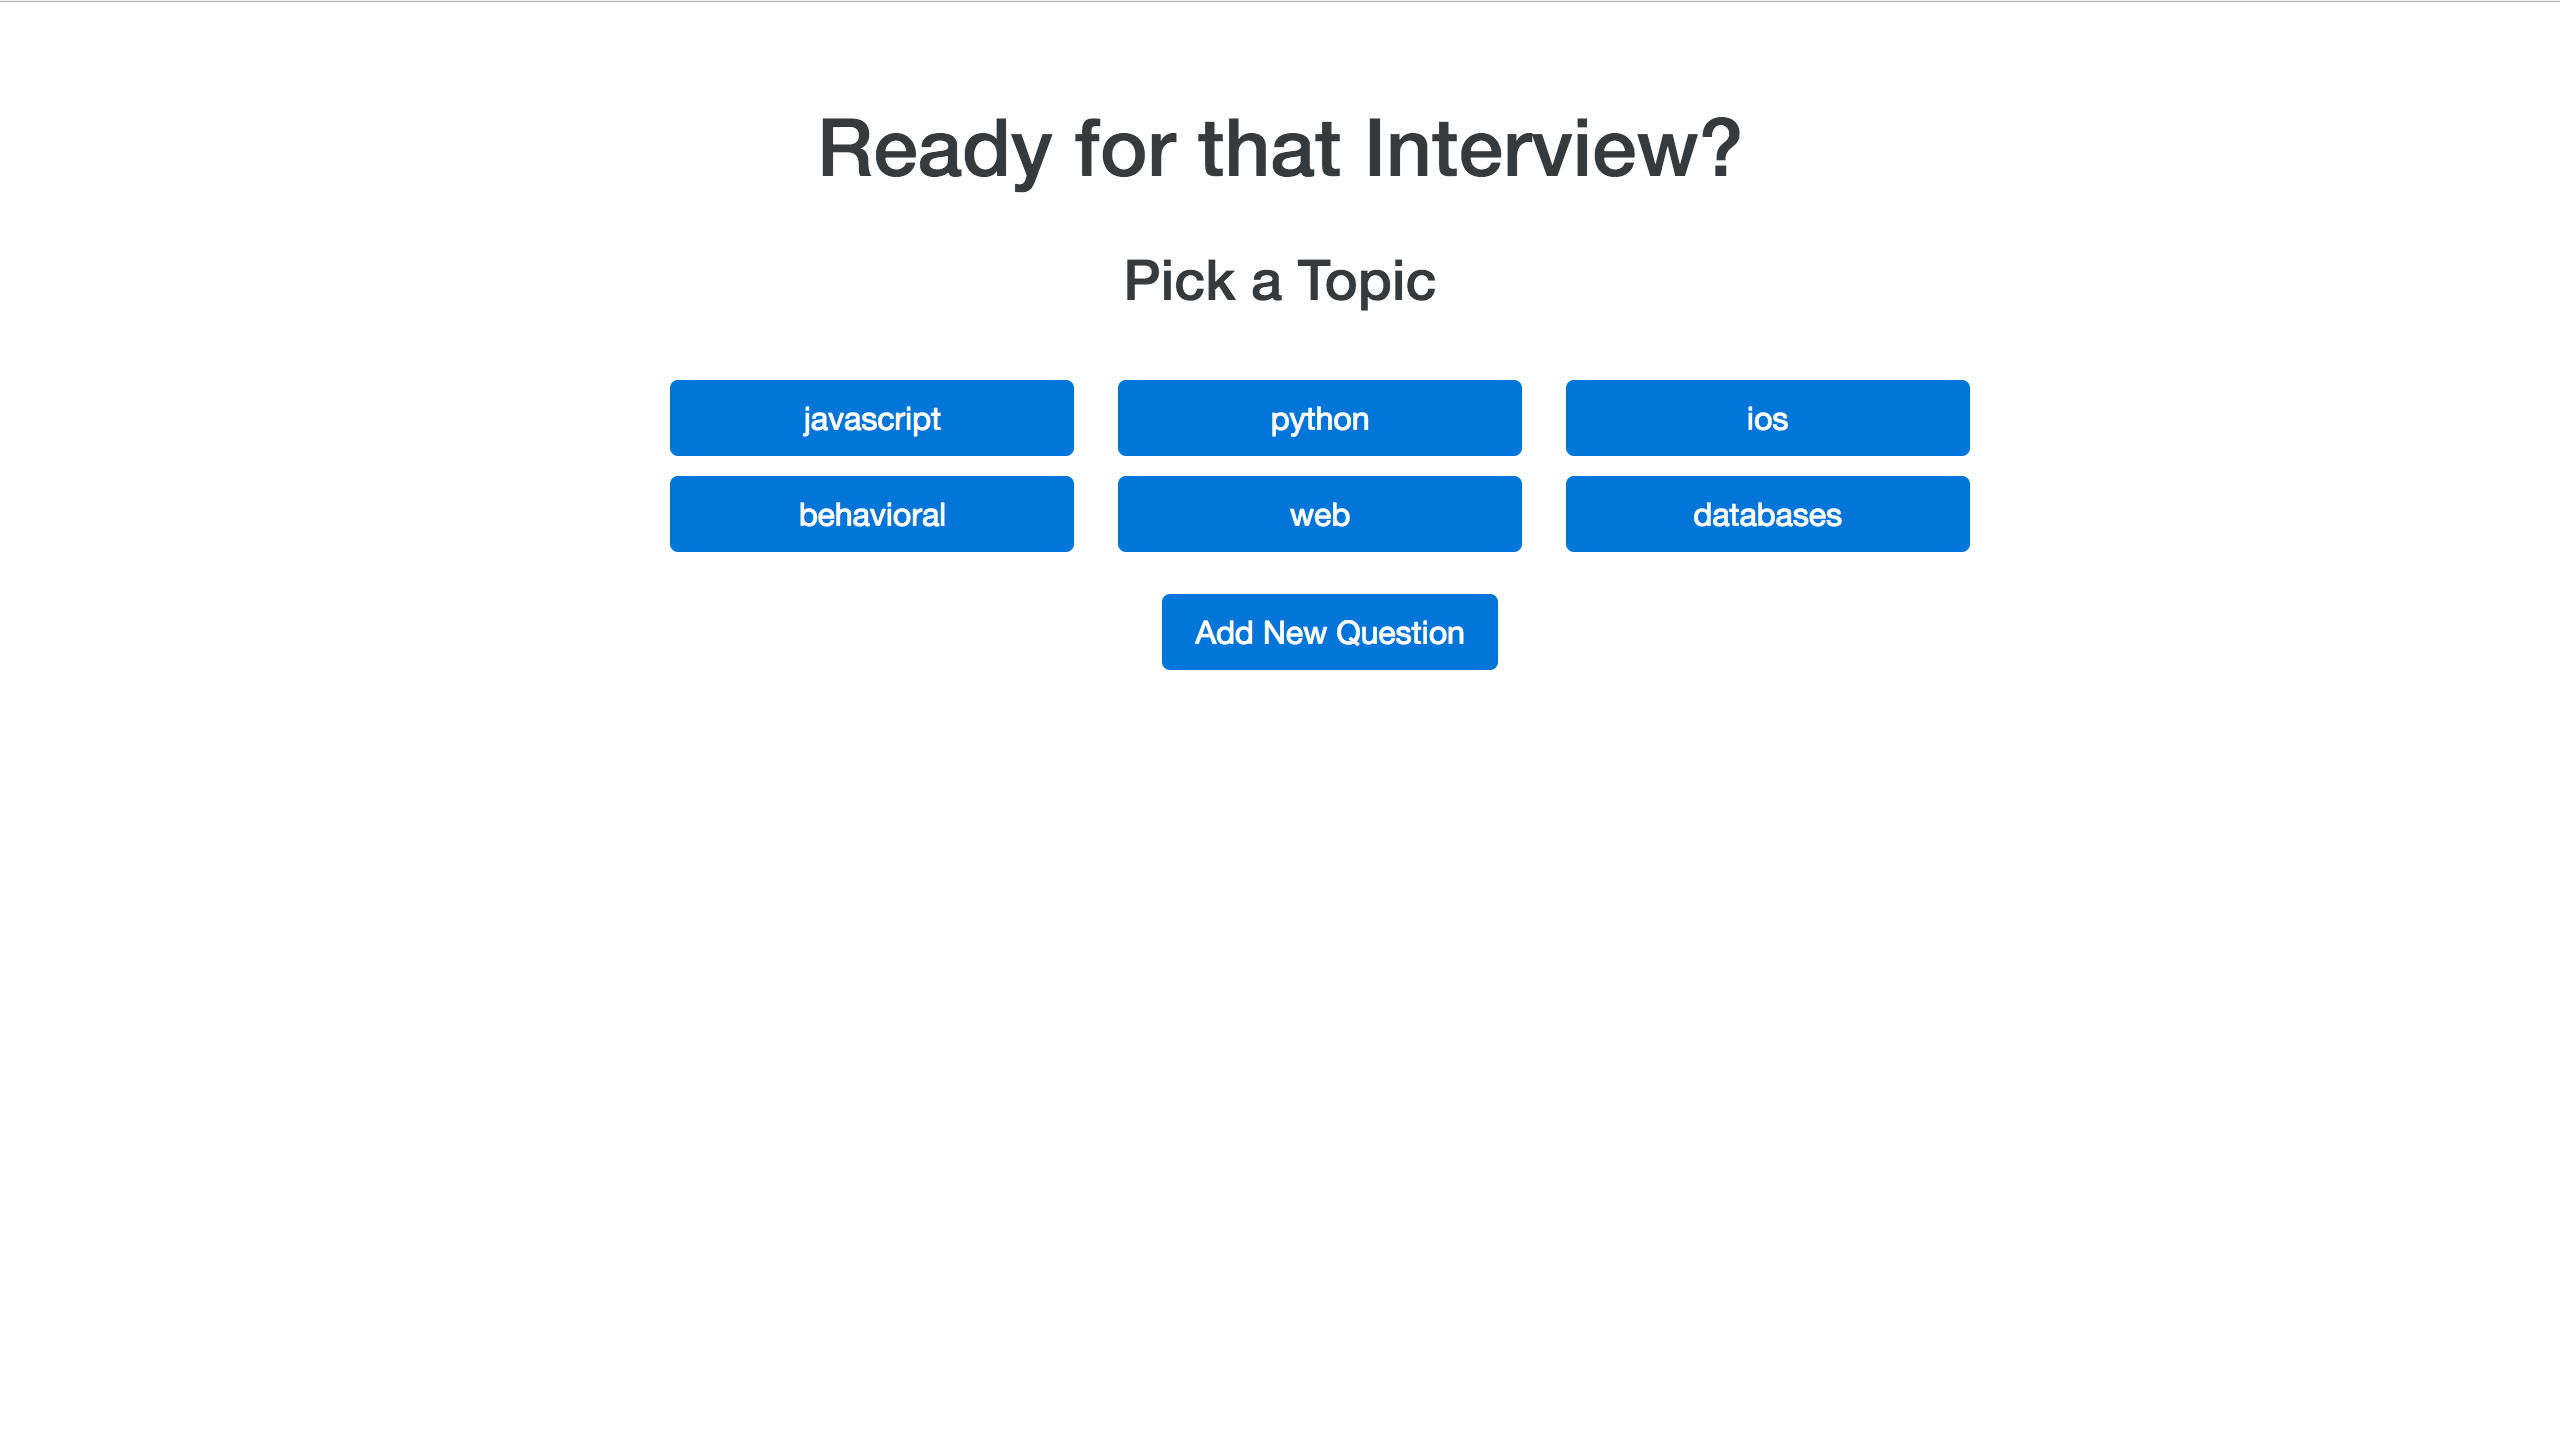 Ready for that Interview?
Pick a Topic
javascript python ios
behavioral web databases
Add New Question